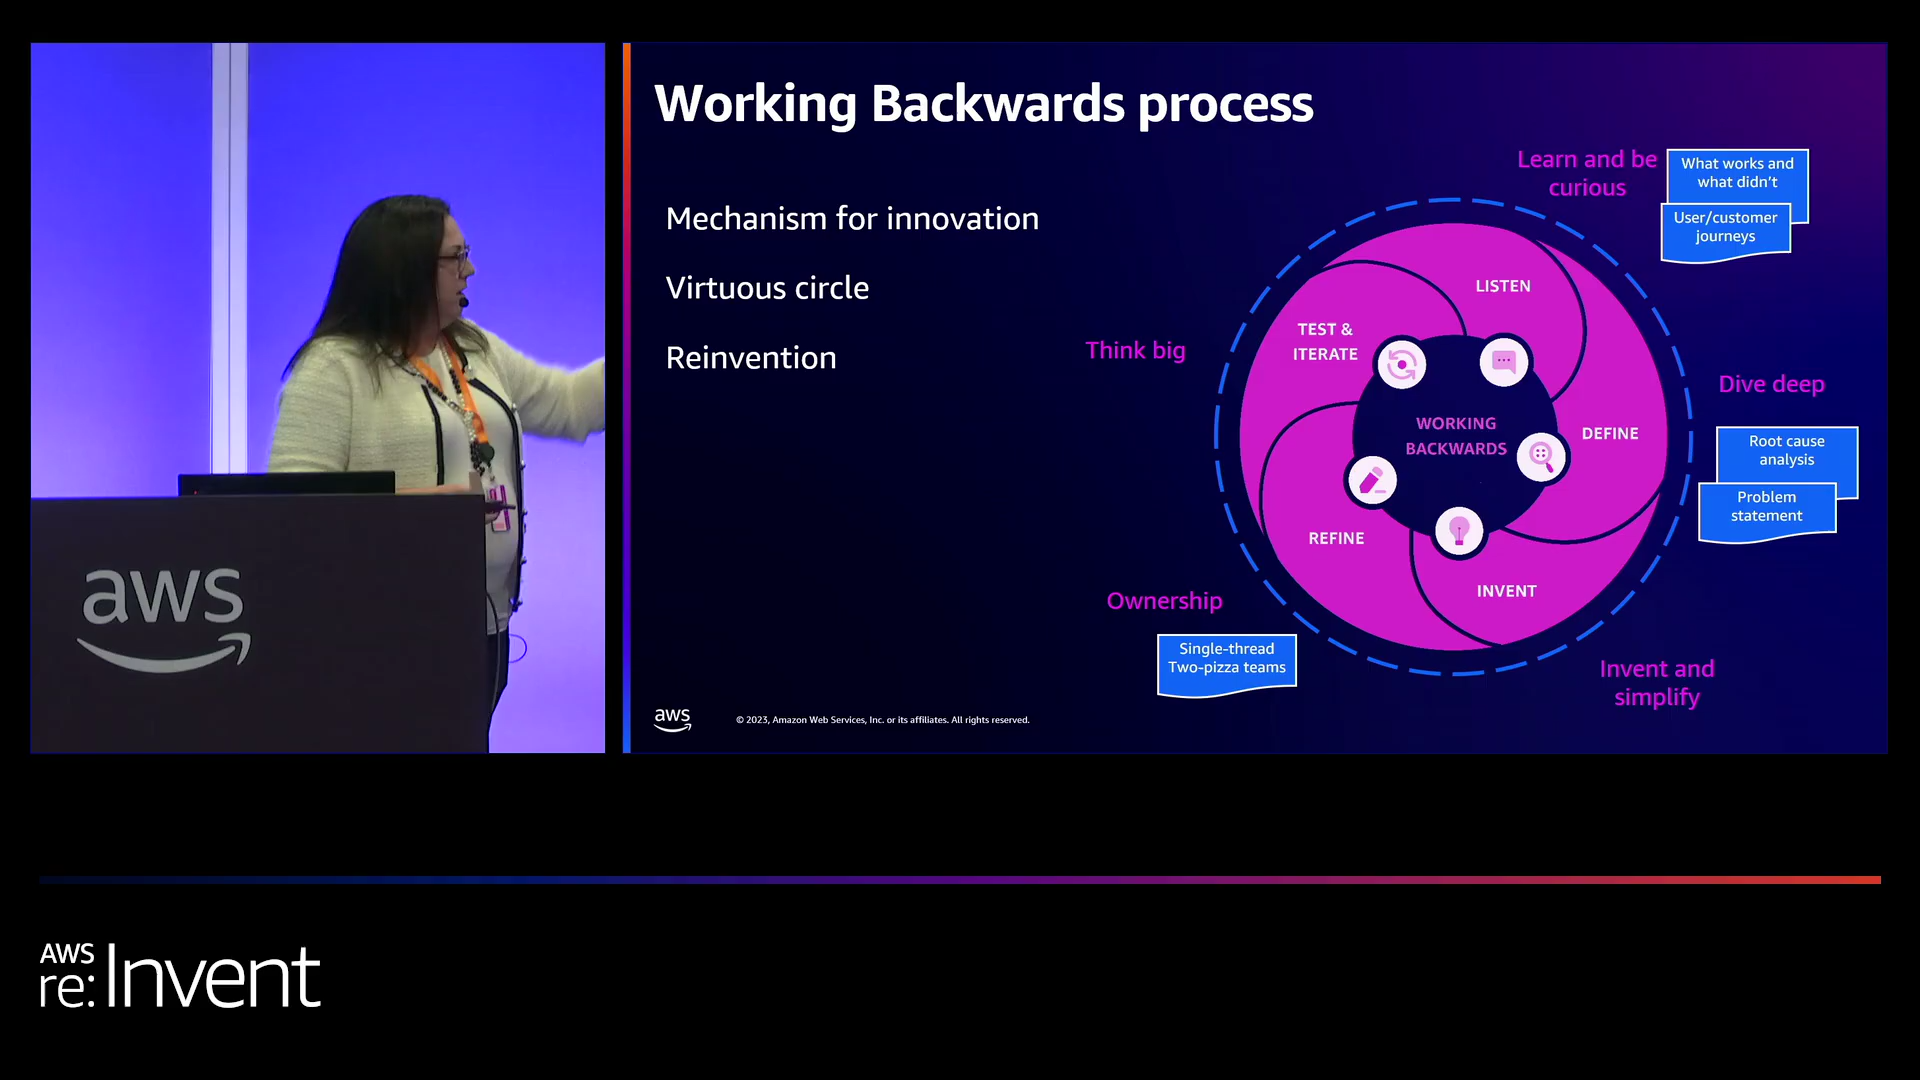 Working Backwards process
Mechanism for innovation
Virtuous circle
Reinvention
Learn and be
curious
What works and
what didn't
User/customer
journeys
LISTEN
TEST &
ITERATE
Think big
Dive deep
WORKING
BACKWARDS
DEFINE
Root cause
analysis
Problem
statement
REFINE
INVENT
Ownership
Single-thread
Two-pizza teams
Invent and
simplify
aws
aws
© 2023, Amazon Web Services, Inc. or its affiliates. All rights reserved.
AWS
re:Invent